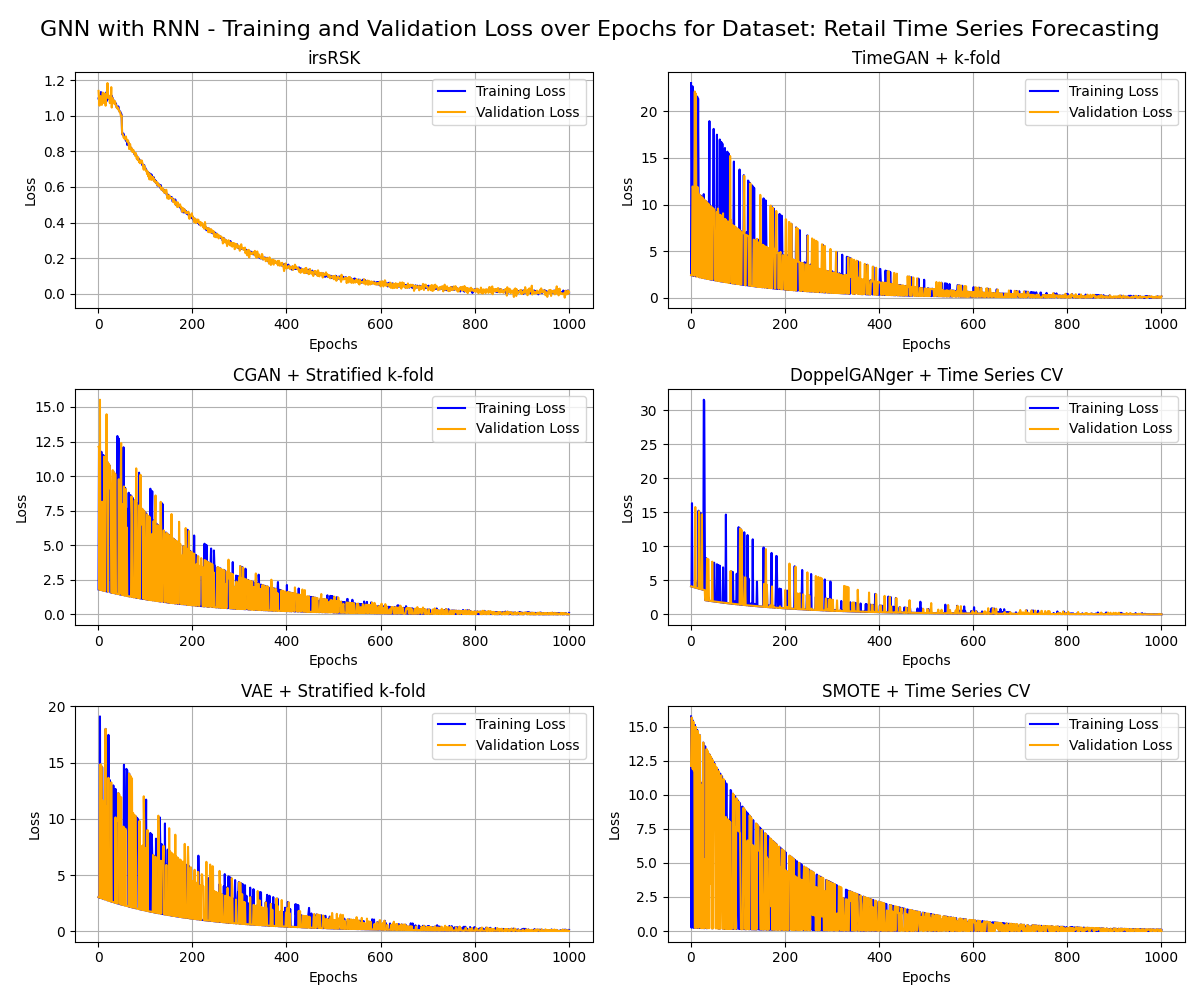 GNN with RNN - Training and Validation Loss over Epochs for Dataset: Retail Time Series Forecasting
irsRSK
1.2
1.0
0.8
0.6
0.4
0.2
0.0
Loss
Training Loss
Validation Loss
0 200 400 600 800 1000
Epochs
TimeGAN + k-fold
20
15
10
5
0
Loss
Training Loss
Validation Loss
0 200 400 600 800 1000
Epochs
CGAN + Stratified k-fold
15.0
12.5
10.0
7.5
5.0
2.5
0.0
Loss
Training Loss
Validation Loss
0 200 400 600 800 1000
Epochs
DoppelGANger + Time Series CV
30
25
20
15
10
5
0
Loss
Training Loss
Validation Loss
0 200 400 600 800 1000
Epochs
VAE + Stratified k-fold
20
15
10
5
0
Loss
Training Loss
Validation Loss
0 200 400 600 800 1000
Epochs
SMOTE + Time Series CV
15.0
12.5
10.0
7.5
5.0
2.5
0.0
Loss
Training Loss
Validation Loss
0 200 400 600 800 1000
Epochs